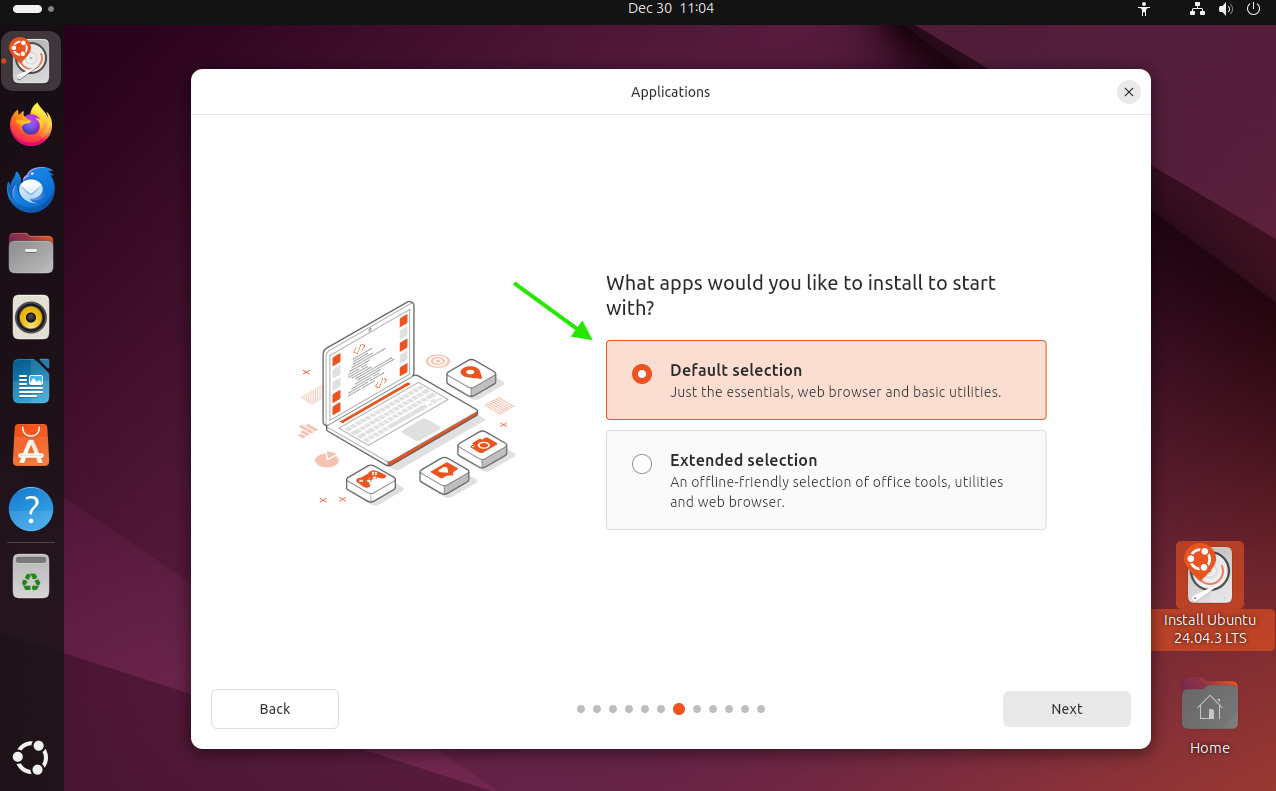 Dec 30 11:04
Applications
What apps would you like to install to start
with?
Default selection
Just the essentials, web browser and basic utilities.
Extended selection
An offline-friendly selection of office tools, utilities
and web browser.
Back
Next
Install Ubuntu
24.04.3 LTS
Home